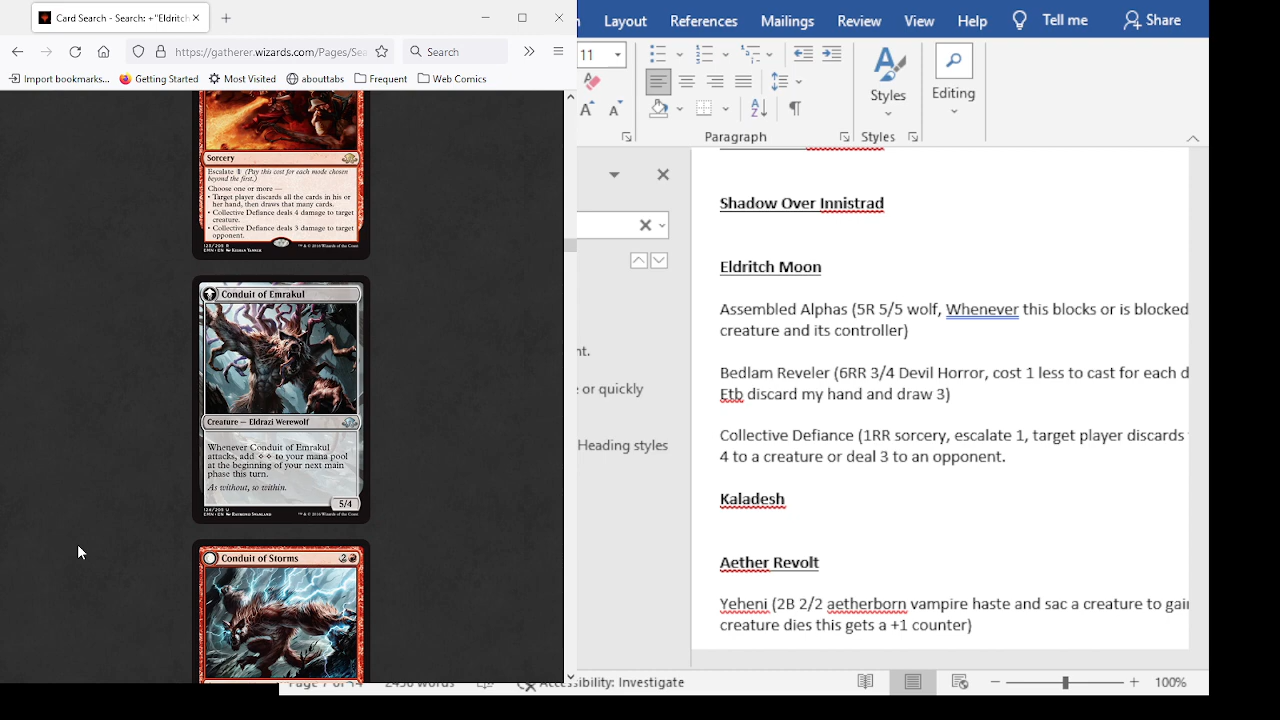 Card Search - Search: +"Eldritch
https://gatherer.wizards.com/Pages/Sea
Search
Import bookmarks...
Getting Started
Most Visited
abouttabs
Frequent
Web Comics
Sorcery
Escalate 1 (Pay this cost for each mode chosen
beyond the first.)
Choose one or more —
• Target player discards all the cards in his or
her hand, then draws that many cards.
• Collective Defiance deals 4 damage to target
creature.
• Collective Defiance deals 3 damage to target
opponent.
Conduit of Emrakul
Creature — Eldrazi Werewolf
Whenever Conduit of Emrakul
attacks, add ◇◇ to your mana pool
at the beginning of your next main
phase this turn.
As without, so within.
5/4
Conduit of Storms
2
Layout
References
Mailings
Review
View
Help
Tell me
Share
11
Styles
Editing
Paragraph
Styles
nt.
e or quickly
Heading styles
Shadow Over Innistrad
Eldritch Moon
Assembled Alphas (5R 5/5 wolf, Whenever this blocks or is blocked
creature and its controller)
Bedlam Reveler (6RR 3/4 Devil Horror, cost 1 less to cast for each d
Etb discard my hand and draw 3)
Collective Defiance (1RR sorcery, escalate 1, target player discards
4 to a creature or deal 3 to an opponent.
Kaladesh
Aether Revolt
Yeheni (2B 2/2 aetherborn vampire haste and sac a creature to gai
creature dies this gets a +1 counter)
Accessibility: Investigate
100%